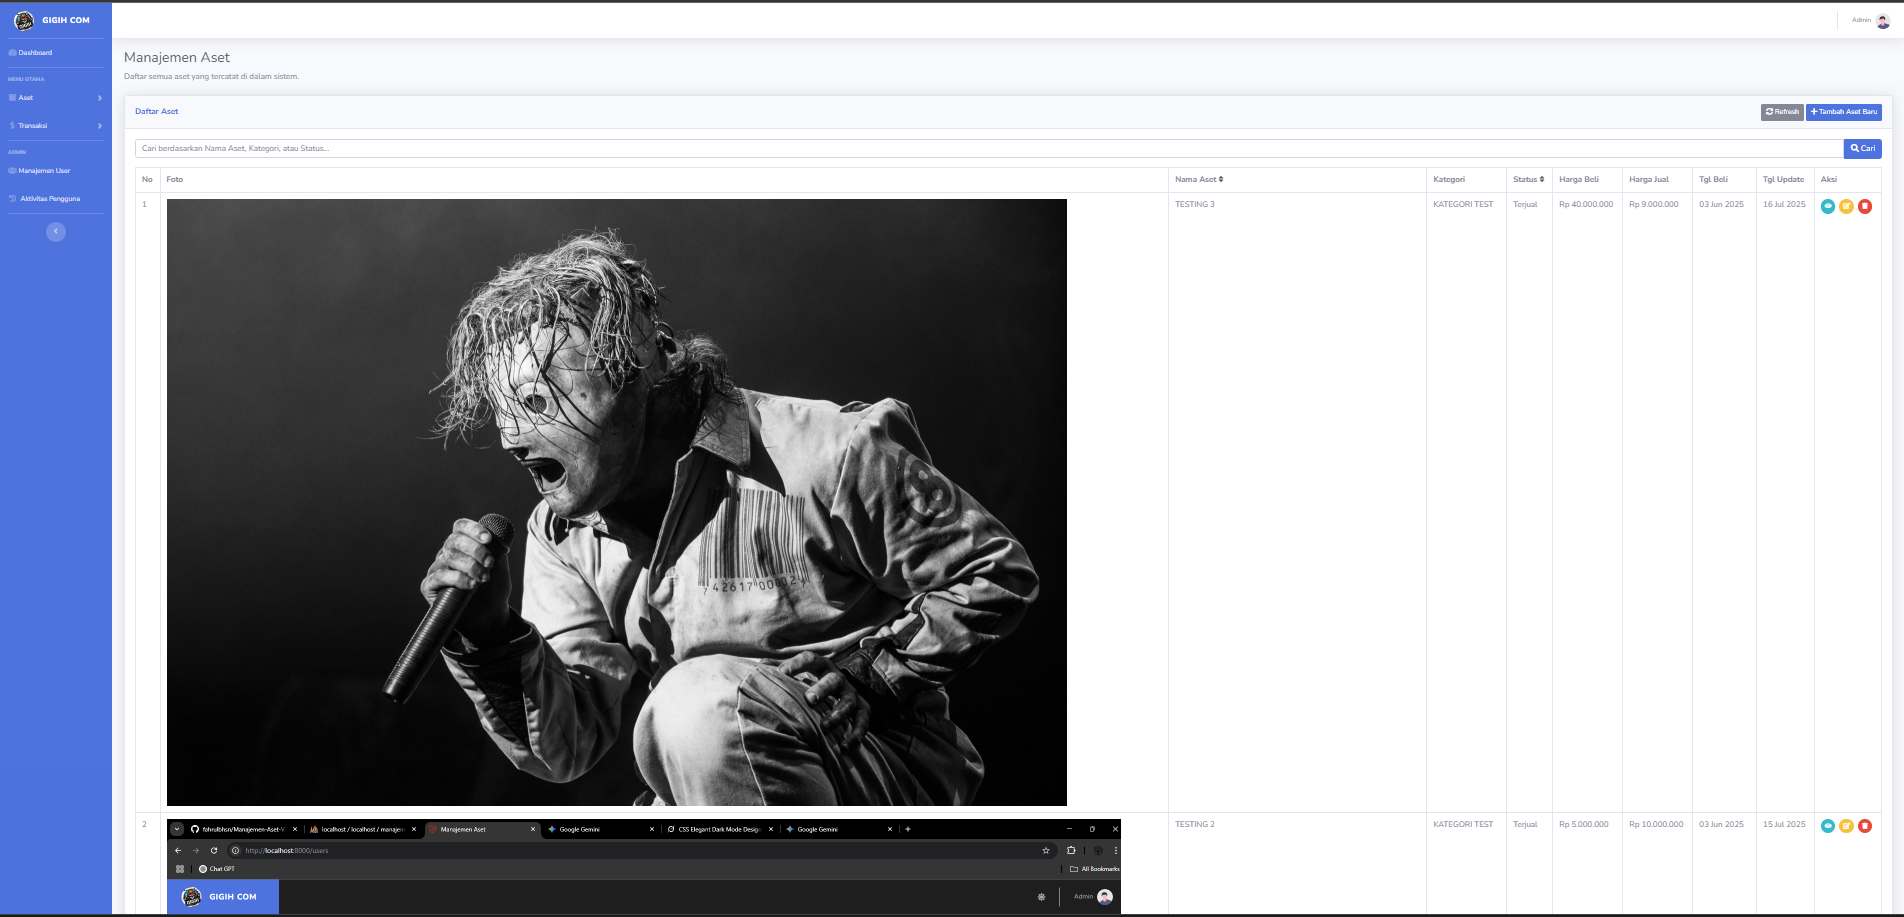 GIGIH COM
Admin
Dashboard
MENU UTAMA
Aset
Transaksi
ADMIN
Manajemen User
Aktivitas Pengguna
Manajemen Aset
Daftar semua aset yang tercatat di dalam sistem.
Daftar Aset
Refresh
Tambah Aset Baru
Cari berdasarkan Nama Aset, Kategori, atau Status...
Cari
No Foto Nama Aset Kategori Status Harga Beli Harga Jual Tgl Beli Tgl Update Aksi
1 TESTING 3 KATEGORI TEST Terjual Rp 40.000.000 Rp 9.000.000 03 Jun 2025 16 Jul 2025
7 42617 00002
2 TESTING 2 KATEGORI TEST Terjual Rp 5.000.000 Rp 10.000.000 03 Jun 2025 15 Jul 2025
fahrulbhsn/Manajemen-Aset-V localhost / localhost / manajem Manajemen Aset Google Gemini CSS Elegant Dark Mode Desig Google Gemini
http://localhost:8000/users
Chat GPT All Bookmarks
GIGIH COM Admin